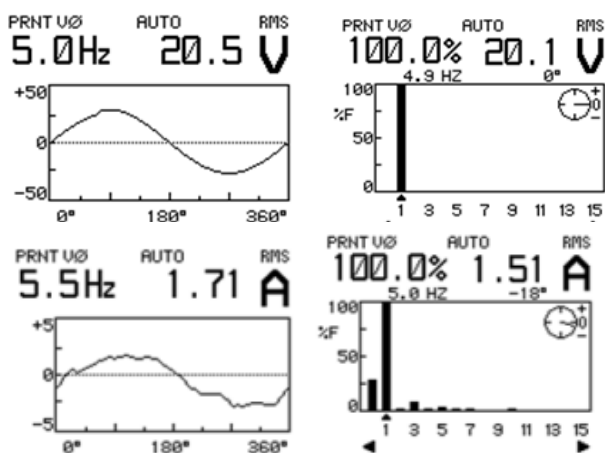 PRNT VØ AUTO RMS
5.0Hz 20.5 V
+50
0
-50
0° 180° 360°
PRNT VØ AUTO RMS
100.0% 20.1 V
4.9 HZ 0°
100
%F
50
0
+
0
−
1 3 5 7 9 11 13 15
PRNT VØ AUTO RMS
5.5Hz 1.71 A
+5
0
-5
0° 180° 360°
PRNT VØ AUTO RMS
100.0% 1.51 A
5.0 HZ -18°
100
%F
50
0
+
0
−
1 3 5 7 9 11 13 15